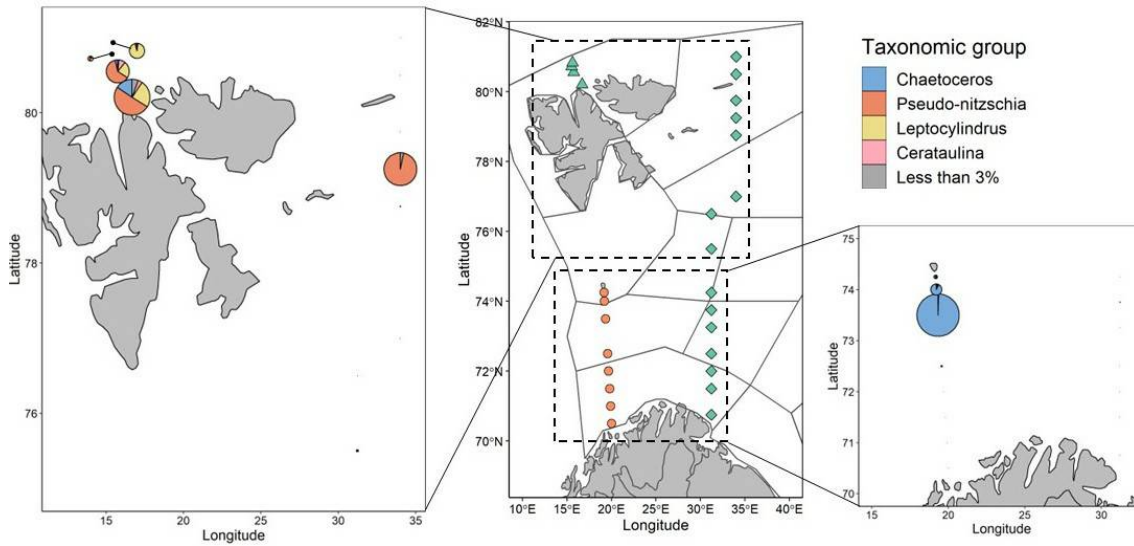 80
78
76
Latitude
15
20
25
30
35
Longitude
82°N
80°N
78°N
76°N
74°N
72°N
70°N
Latitude
10°E
15°E
20°E
25°E
30°E
35°E
40°E
Longitude
Taxonomic group
Chaetoceros
Pseudo-nitzschia
Leptocylindrus
Cerataulina
Less than 3%
75
74
73
72
71
70
Latitude
15
20
25
30
Longitude